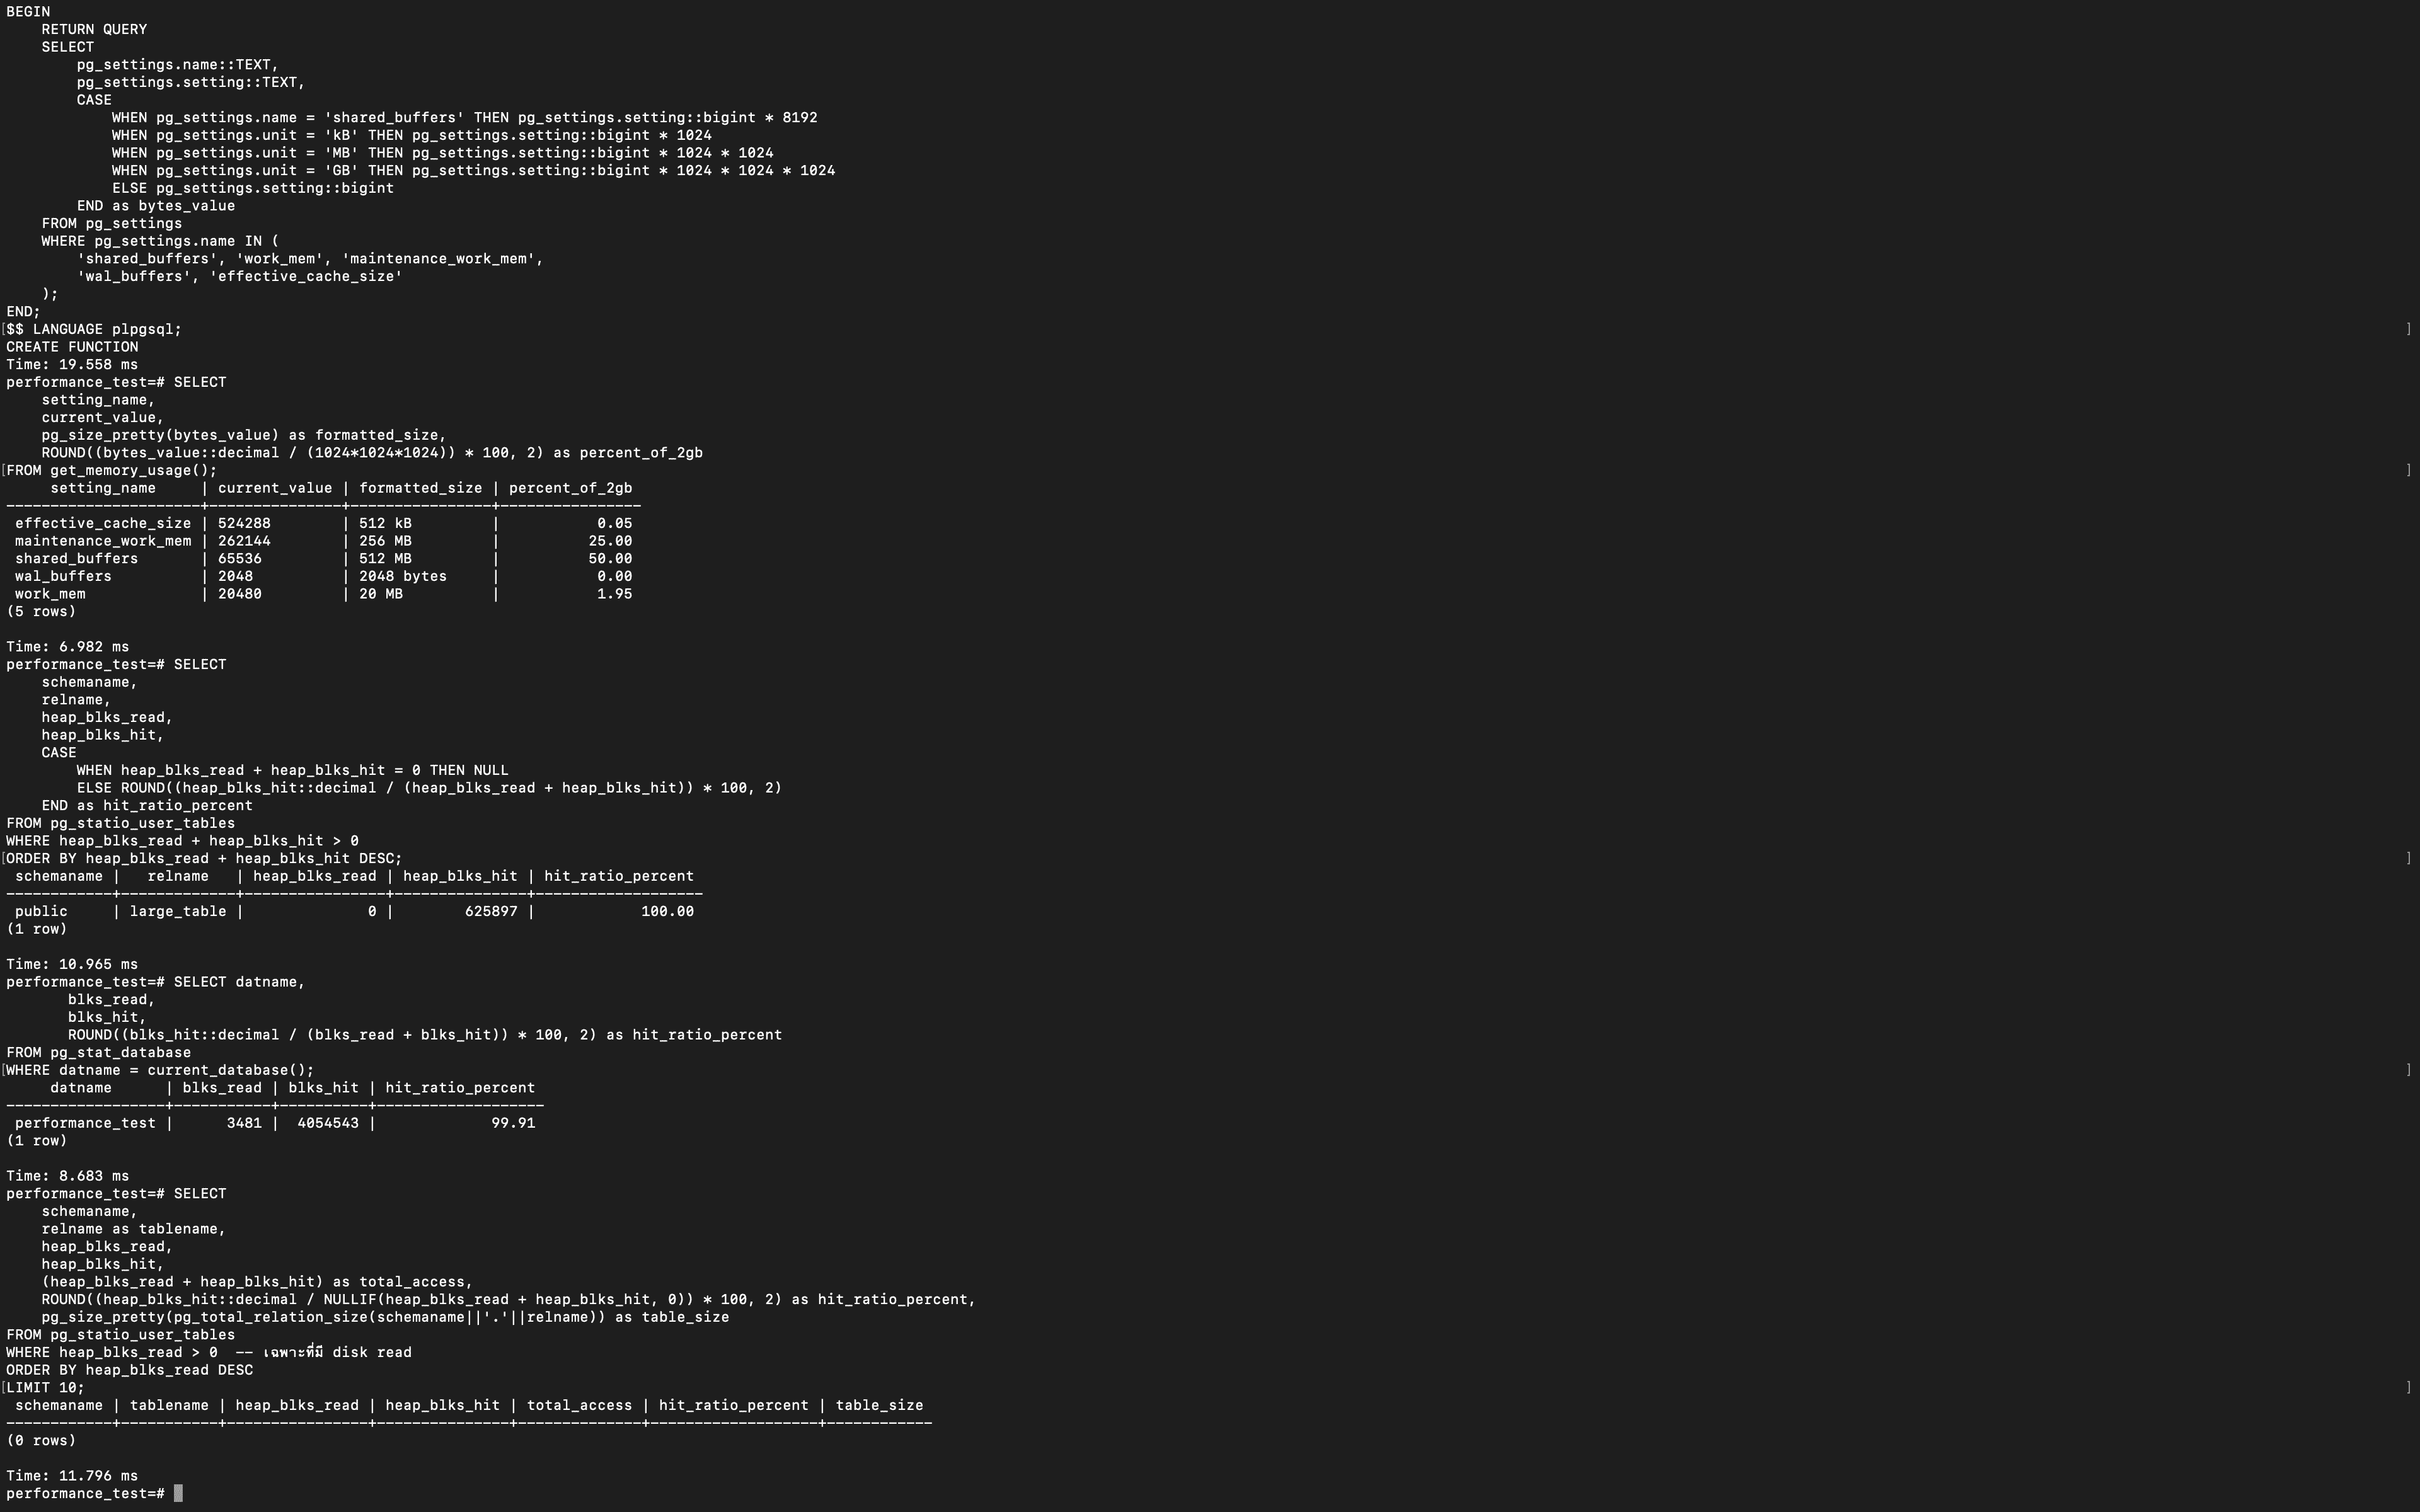 BEGIN
    RETURN QUERY
    SELECT
        pg_settings.name::TEXT,
        pg_settings.setting::TEXT,
        CASE
            WHEN pg_settings.name = 'shared_buffers' THEN pg_settings.setting::bigint * 8192
            WHEN pg_settings.unit = 'kB' THEN pg_settings.setting::bigint * 1024
            WHEN pg_settings.unit = 'MB' THEN pg_settings.setting::bigint * 1024 * 1024
            WHEN pg_settings.unit = 'GB' THEN pg_settings.setting::bigint * 1024 * 1024 * 1024
            ELSE pg_settings.setting::bigint
        END as bytes_value
    FROM pg_settings
    WHERE pg_settings.name IN (
        'shared_buffers', 'work_mem', 'maintenance_work_mem',
        'wal_buffers', 'effective_cache_size'
    );
END;
[$$ LANGUAGE plpgsql; ]
CREATE FUNCTION
Time: 19.558 ms
performance_test=# SELECT
    setting_name,
    current_value,
    pg_size_pretty(bytes_value) as formatted_size,
    ROUND((bytes_value::decimal / (1024*1024*1024)) * 100, 2) as percent_of_2gb
[FROM get_memory_usage(); ]
     setting_name     | current_value | formatted_size | percent_of_2gb
----------------------+---------------+----------------+----------------
 effective_cache_size | 524288        | 512 kB         |           0.05
 maintenance_work_mem | 262144        | 256 MB         |          25.00
 shared_buffers       | 65536         | 512 MB         |          50.00
 wal_buffers          | 2048          | 2048 bytes     |           0.00
 work_mem             | 20480         | 20 MB          |           1.95
(5 rows)
Time: 6.982 ms
performance_test=# SELECT
    schemaname,
    relname,
    heap_blks_read,
    heap_blks_hit,
    CASE
        WHEN heap_blks_read + heap_blks_hit = 0 THEN NULL
        ELSE ROUND((heap_blks_hit::decimal / (heap_blks_read + heap_blks_hit)) * 100, 2)
    END as hit_ratio_percent
FROM pg_statio_user_tables
WHERE heap_blks_read + heap_blks_hit > 0
[ORDER BY heap_blks_read + heap_blks_hit DESC; ]
 schemaname |   relname   | heap_blks_read | heap_blks_hit | hit_ratio_percent
------------+-------------+----------------+---------------+-------------------
 public     | large_table |              0 |        625897 |            100.00
(1 row)
Time: 10.965 ms
performance_test=# SELECT datname,
       blks_read,
       blks_hit,
       ROUND((blks_hit::decimal / (blks_read + blks_hit)) * 100, 2) as hit_ratio_percent
FROM pg_stat_database
[WHERE datname = current_database(); ]
     datname      | blks_read | blks_hit | hit_ratio_percent
------------------+-----------+----------+-------------------
 performance_test |      3481 |  4054543 |             99.91
(1 row)
Time: 8.683 ms
performance_test=# SELECT
    schemaname,
    relname as tablename,
    heap_blks_read,
    heap_blks_hit,
    (heap_blks_read + heap_blks_hit) as total_access,
    ROUND((heap_blks_hit::decimal / NULLIF(heap_blks_read + heap_blks_hit, 0)) * 100, 2) as hit_ratio_percent,
    pg_size_pretty(pg_total_relation_size(schemaname||'.'||relname)) as table_size
FROM pg_statio_user_tables
WHERE heap_blks_read > 0  -- เฉพาะที่มี disk read
ORDER BY heap_blks_read DESC
[LIMIT 10; ]
 schemaname | tablename | heap_blks_read | heap_blks_hit | total_access | hit_ratio_percent | table_size
------------+-----------+----------------+---------------+--------------+-------------------+------------
(0 rows)
Time: 11.796 ms
performance_test=#